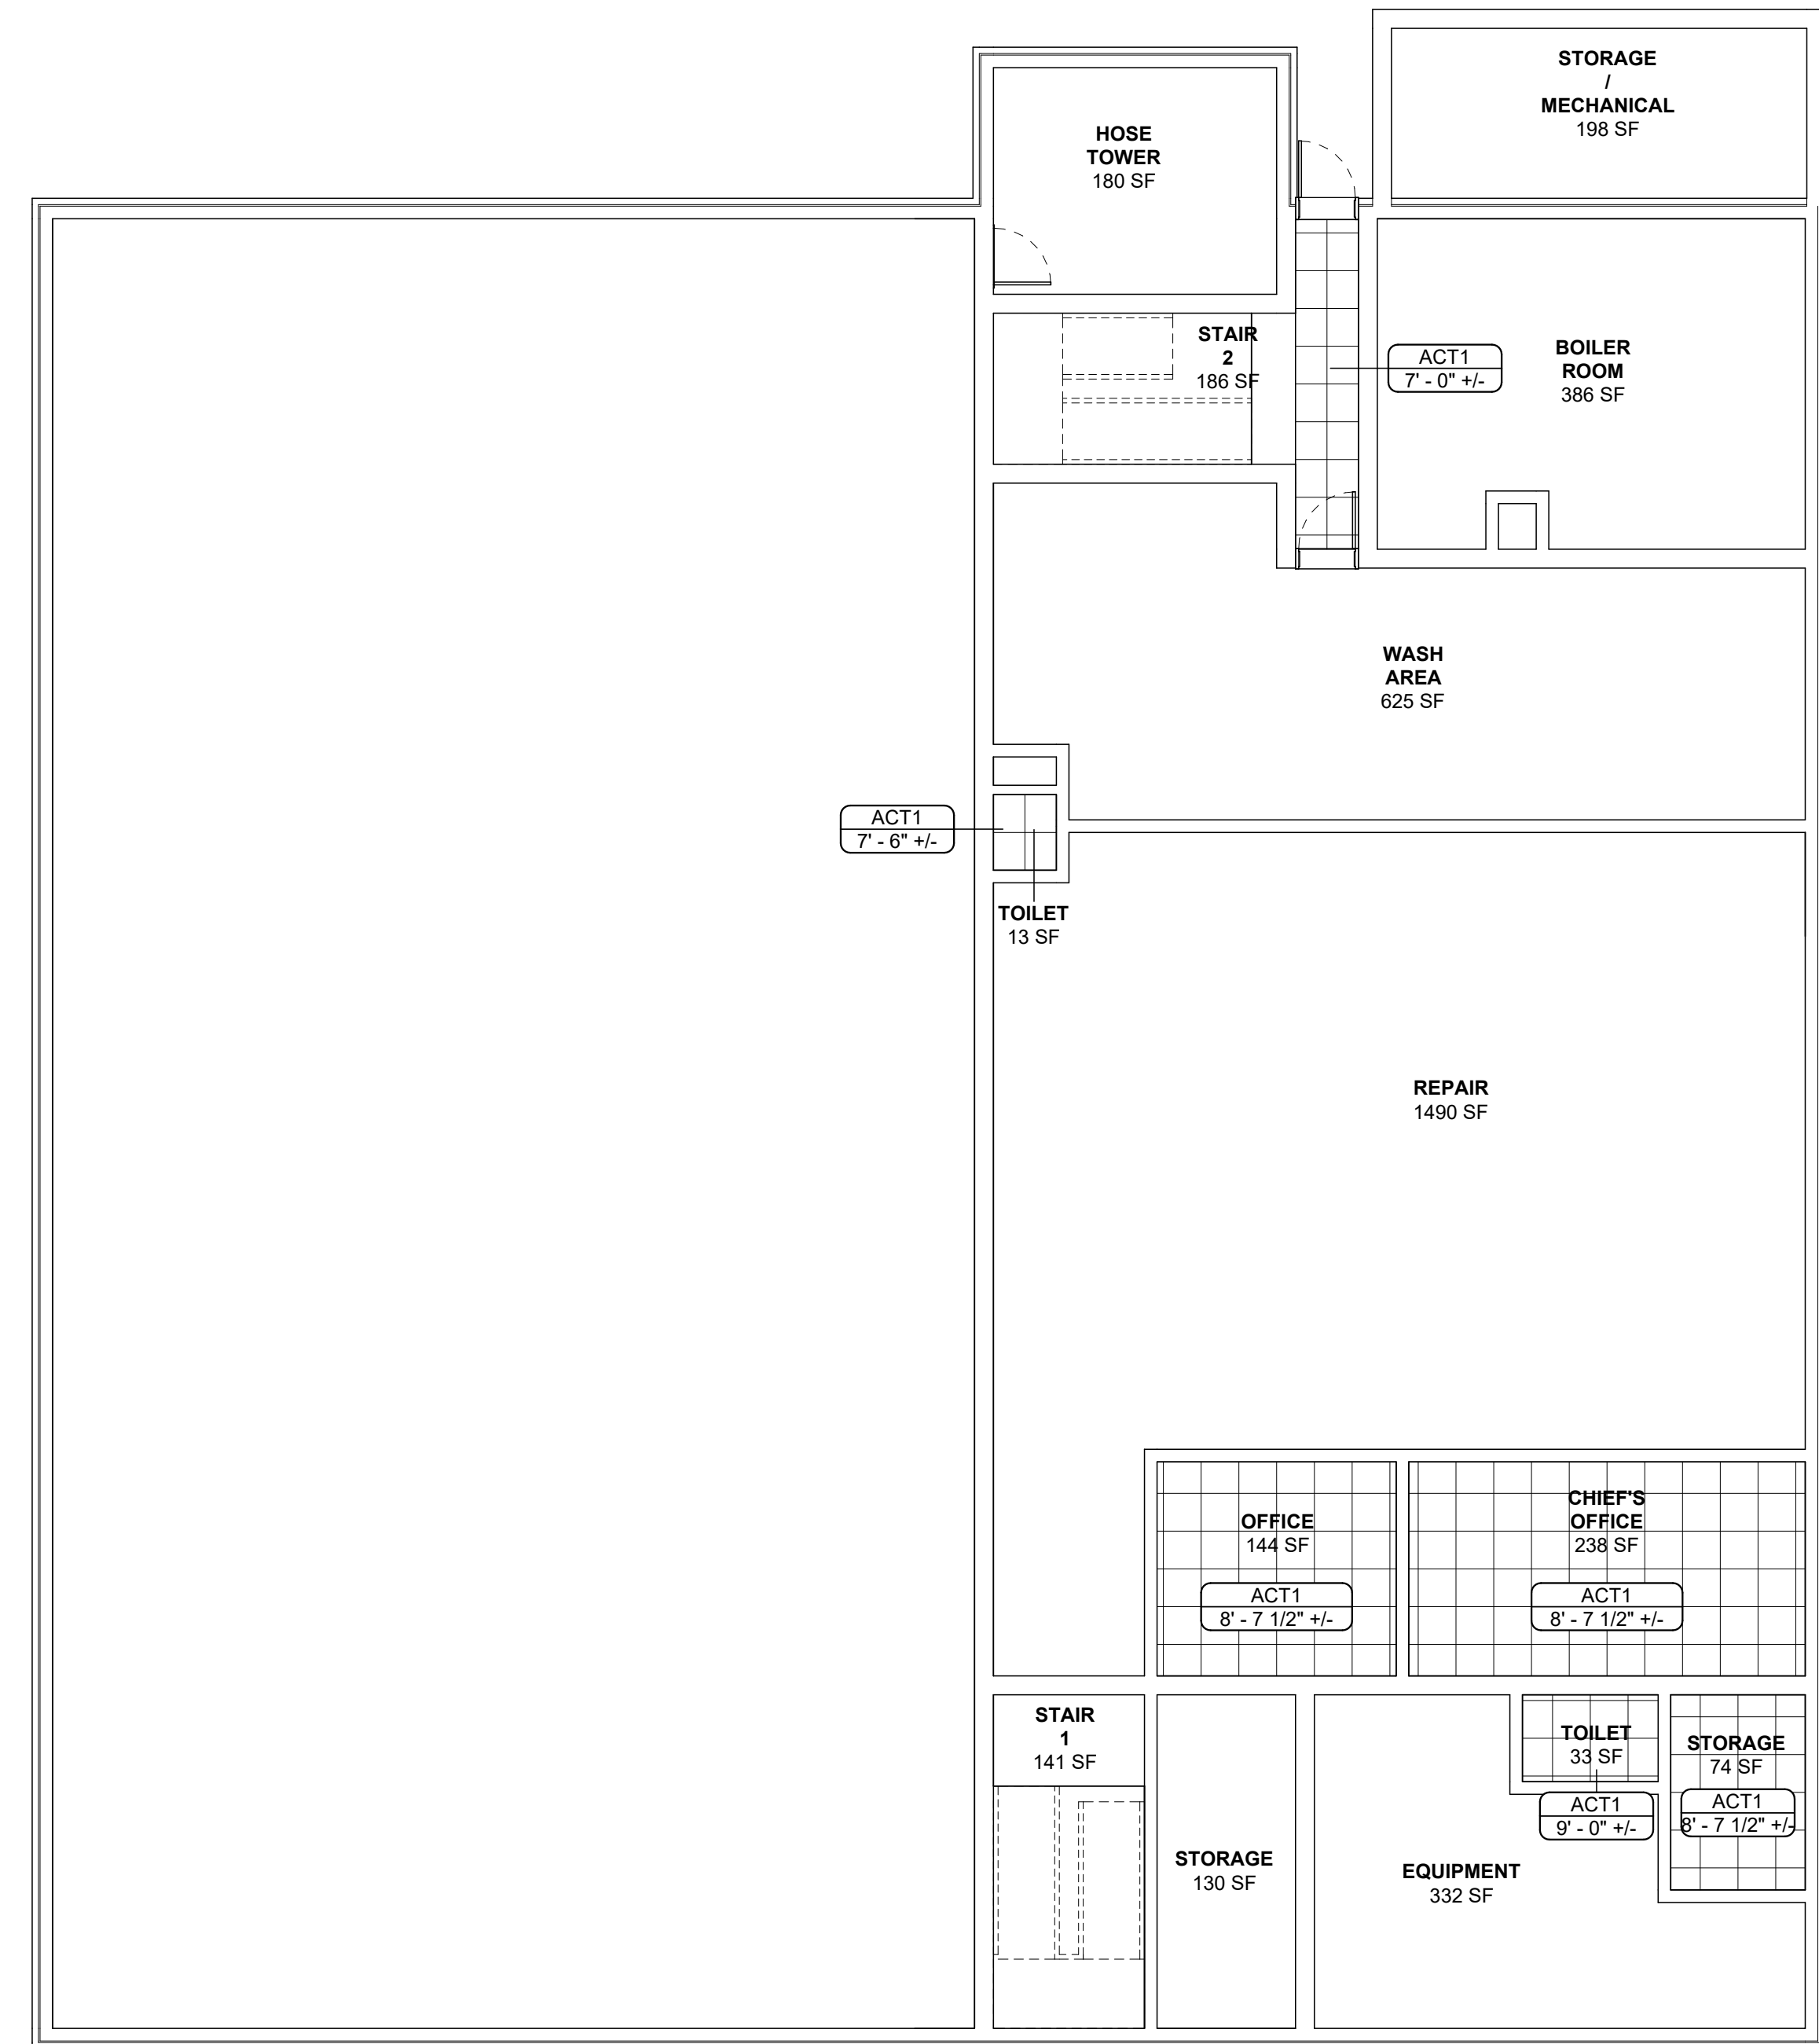 STORAGE
/
MECHANICAL
198 SF
HOSE
TOWER
180 SF
STAIR
2
186 SF
ACT1
7' - 0" +/-
BOILER
ROOM
386 SF
WASH
AREA
625 SF
ACT1
7' - 6" +/-
TOILET
13 SF
REPAIR
1490 SF
OFFICE
144 SF
ACT1
8' - 7 1/2" +/-
CHIEF'S
OFFICE
238 SF
ACT1
8' - 7 1/2" +/-
STAIR
1
141 SF
STORAGE
130 SF
TOILET
33 SF
ACT1
9' - 0" +/-
STORAGE
74 SF
ACT1
8' - 7 1/2" +/-
EQUIPMENT
332 SF